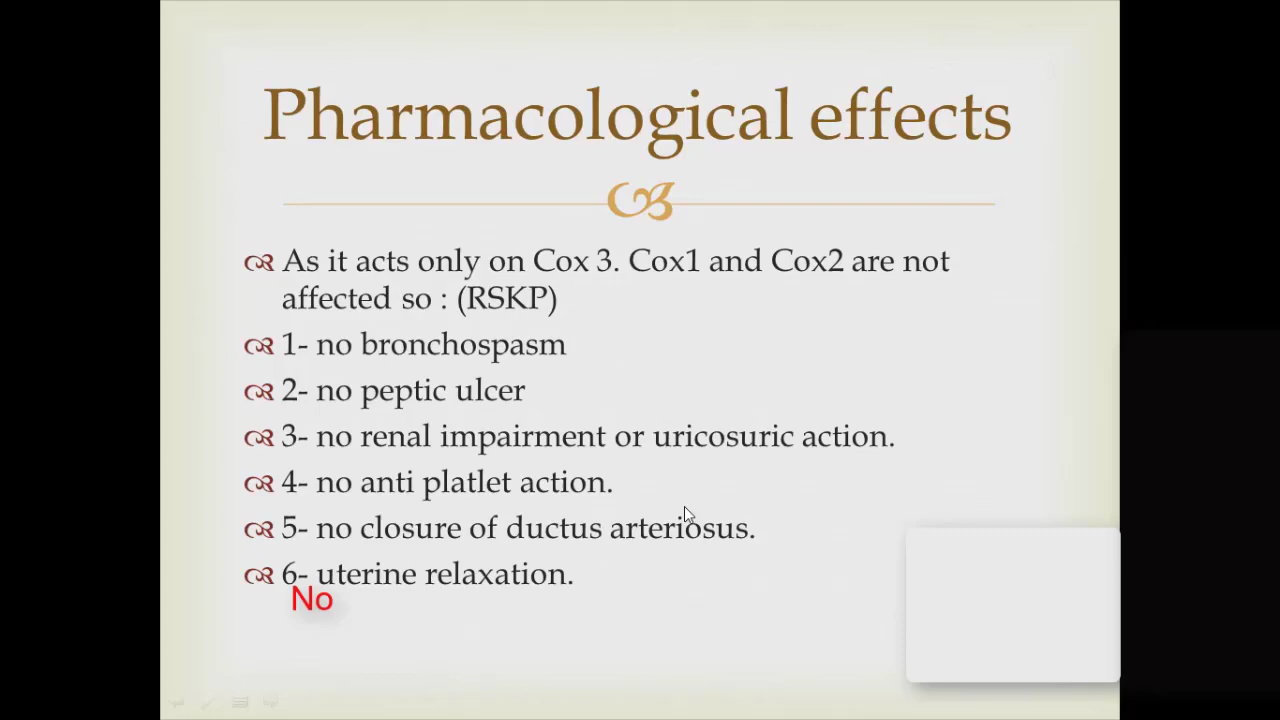 Pharmacological effects
As it acts only on Cox 3. Cox1 and Cox2 are not
affected so : (RSKP)
1- no bronchospasm
2- no peptic ulcer
3- no renal impairment or uricosuric action.
4- no anti platlet action.
5- no closure of ductus arteriosus.
6- uterine relaxation.
No